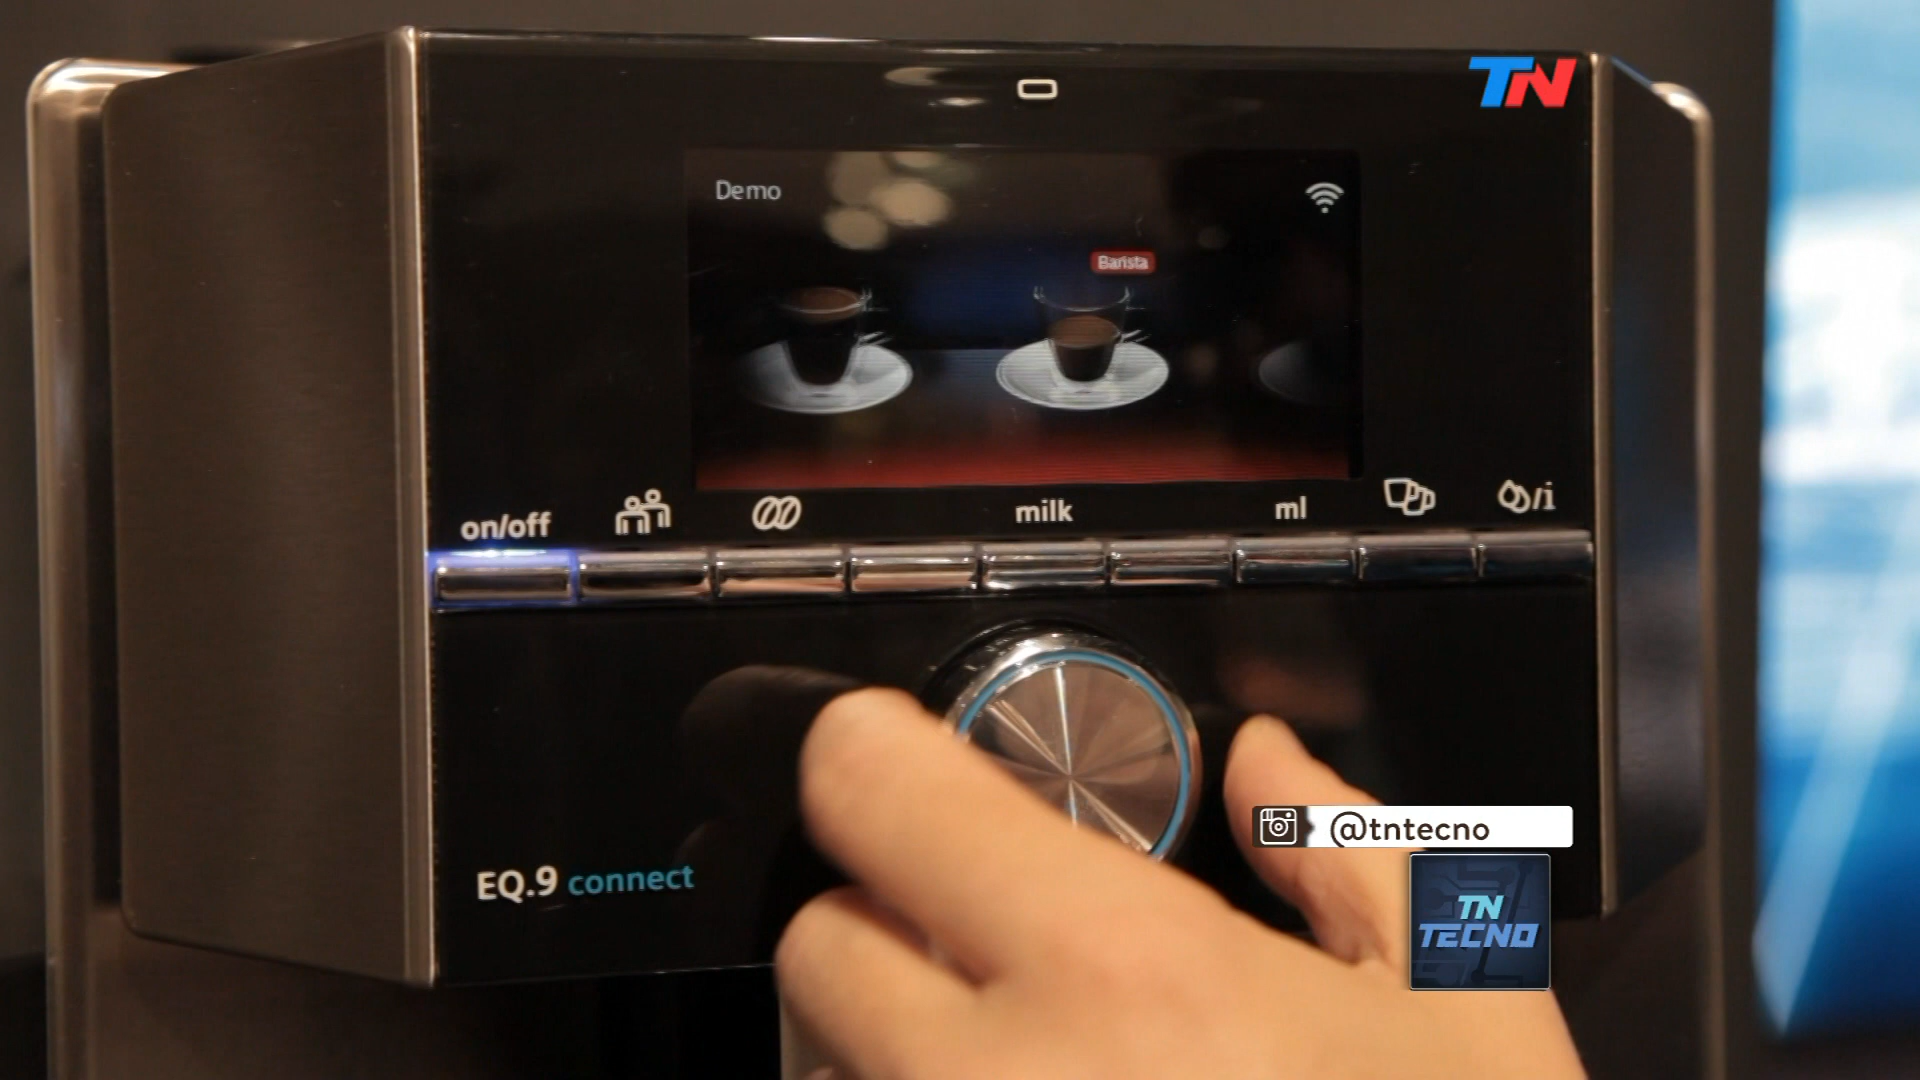 TN
Demo
Barista
on/off
milk
ml
/i
EQ.9 connect
@tntecno
TN
TECNO